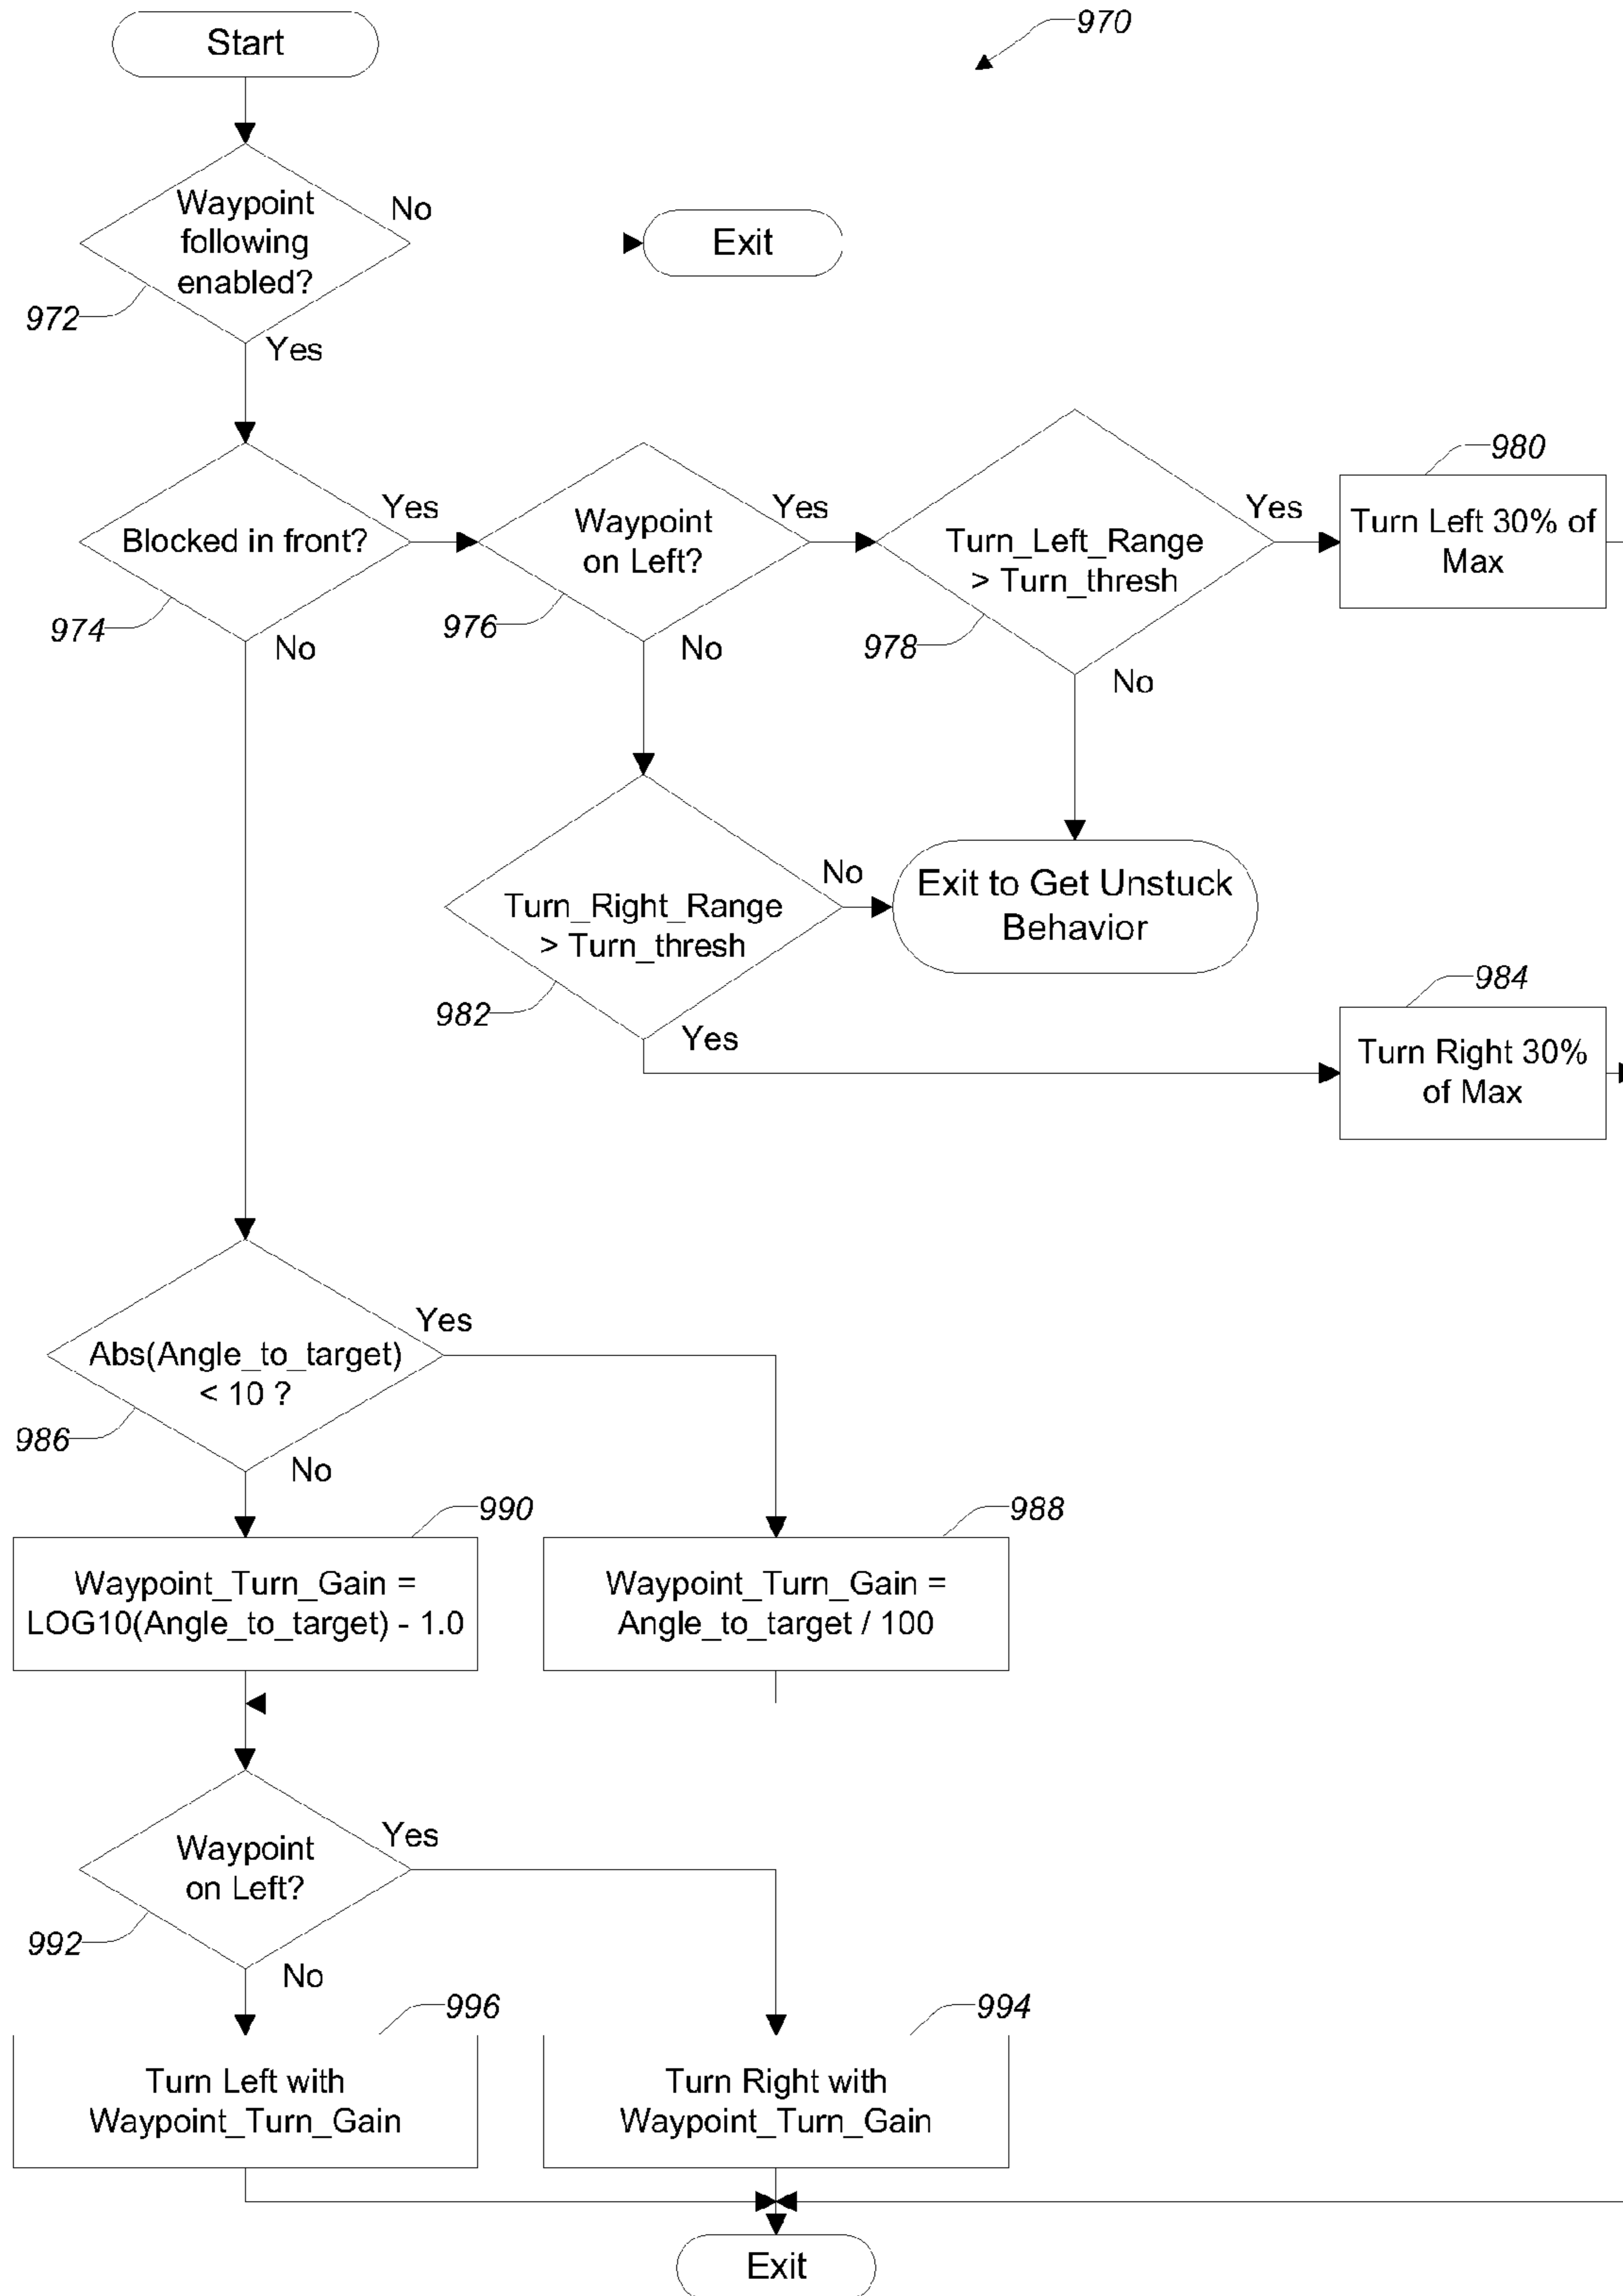 Start
970
Waypoint
following
enabled?
No
Exit
972
Yes
Blocked in front?
Yes
974
No
Waypoint
on Left?
Yes
976
No
Turn_Left_Range
> Turn_thresh
Yes
978
No
980
Turn Left 30% of
Max
Turn_Right_Range
> Turn_thresh
No
982
Yes
Exit to Get Unstuck
Behavior
984
Turn Right 30%
of Max
Abs(Angle_to_target)
< 10 ?
Yes
986
No
990
Waypoint_Turn_Gain =
LOG10(Angle_to_target) - 1.0
988
Waypoint_Turn_Gain =
Angle_to_target / 100
Waypoint
on Left?
Yes
992
No
996
Turn Left with
Waypoint_Turn_Gain
994
Turn Right with
Waypoint_Turn_Gain
Exit